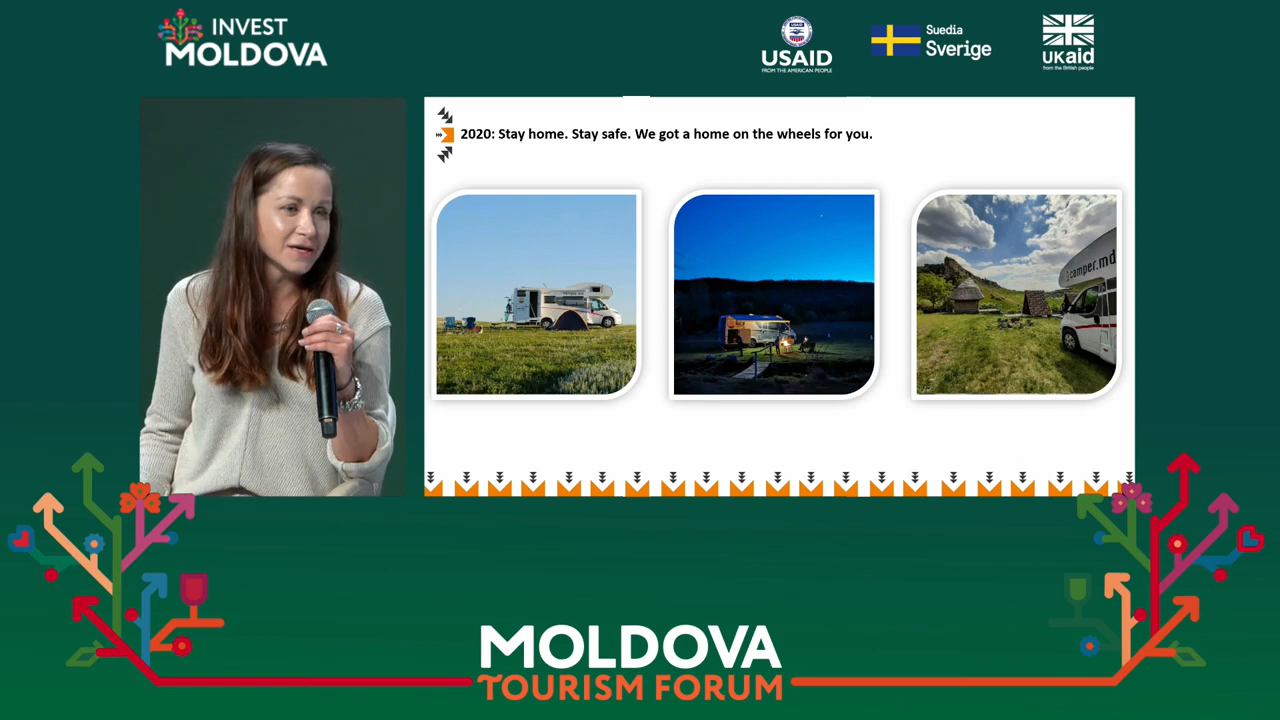 INVEST
MOLDOVA
USAID
FROM THE AMERICAN PEOPLE
Suedia
Sverige
UKaid
from the British people
2020: Stay home. Stay safe. We got a home on the wheels for you.
camper.md
MOLDOVA
TOURISM FORUM